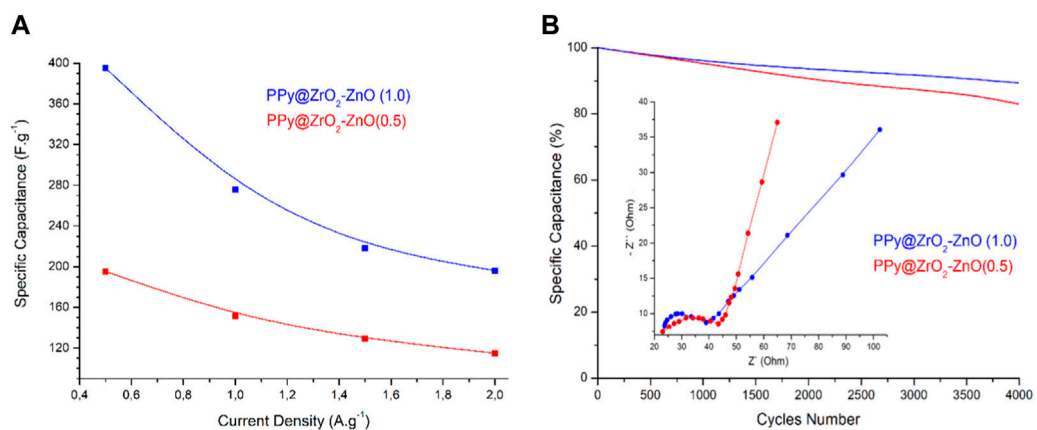 A
Specific Capacitance (F.g⁻¹)
400
360
320
280
240
200
160
120
PPy@ZrO₂-ZnO (1.0)
PPy@ZrO₂-ZnO(0.5)
0,4 0,6 0,8 1,0 1,2 1,4 1,6 1,8 2,0
Current Density (A.g⁻¹)
B
Specific Capacitance (%)
100
80
60
40
20
0
- Z¨ (Ohm)
40
35
30
25
20
15
10
20 30 40 50 60 70 80 90 100
Z´ (Ohm)
PPy@ZrO₂-ZnO (1.0)
PPy@ZrO₂-ZnO(0.5)
0 500 1000 1500 2000 2500 3000 3500 4000
Cycles Number